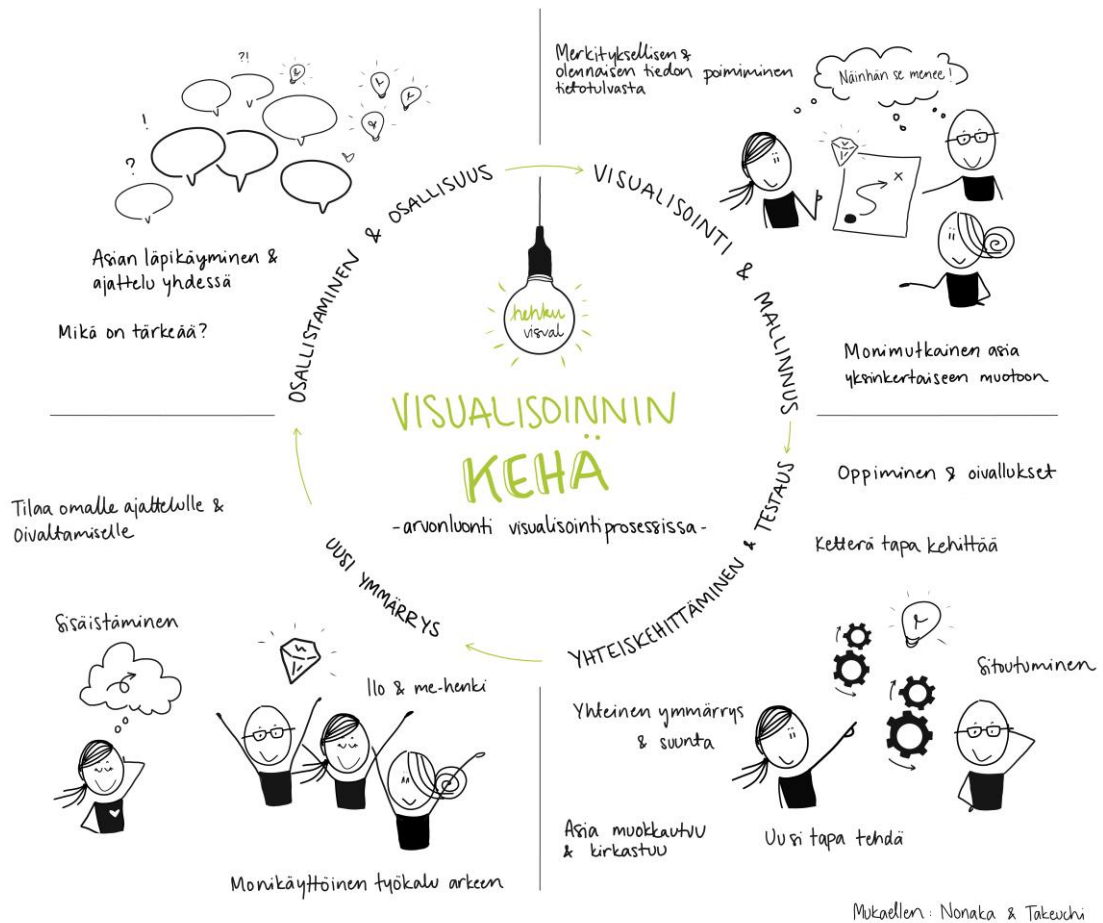 ?!
!
?
Asian läpikäyminen &
ajattelu yhdessä
Mikä on tärkeää?
OSALLISTAMINEN & OSALLISUUS
Merkityksellisen &
olennaisen tiedon poimiminen
tietotulvasta
Näinhän se menee!
x
VISUALISOINTI & MALLINNUS
Monimutkainen asia
yksinkertaiseen muotoon
hehku
visual
VISUALISOINNIN
KEHÄ
-arvonluonti visualisointiprosessissa-
Oppiminen & oivallukset
Ketterä tapa kehittää
YHTEISKEHITTÄMINEN & TESTAUS
Sitoutuminen
Yhteinen ymmärrys
& suunta
Asia muokkautuu
& kirkastuu
Uusi tapa tehdä
UUSI YMMÄRRYS
Tilaa omalle ajattelulle &
Oivaltamiselle
Sisäistäminen
Ilo & me-henki
Monikäyttöinen työkalu arkeen
Mukaellen: Nonaka & Takeuchi